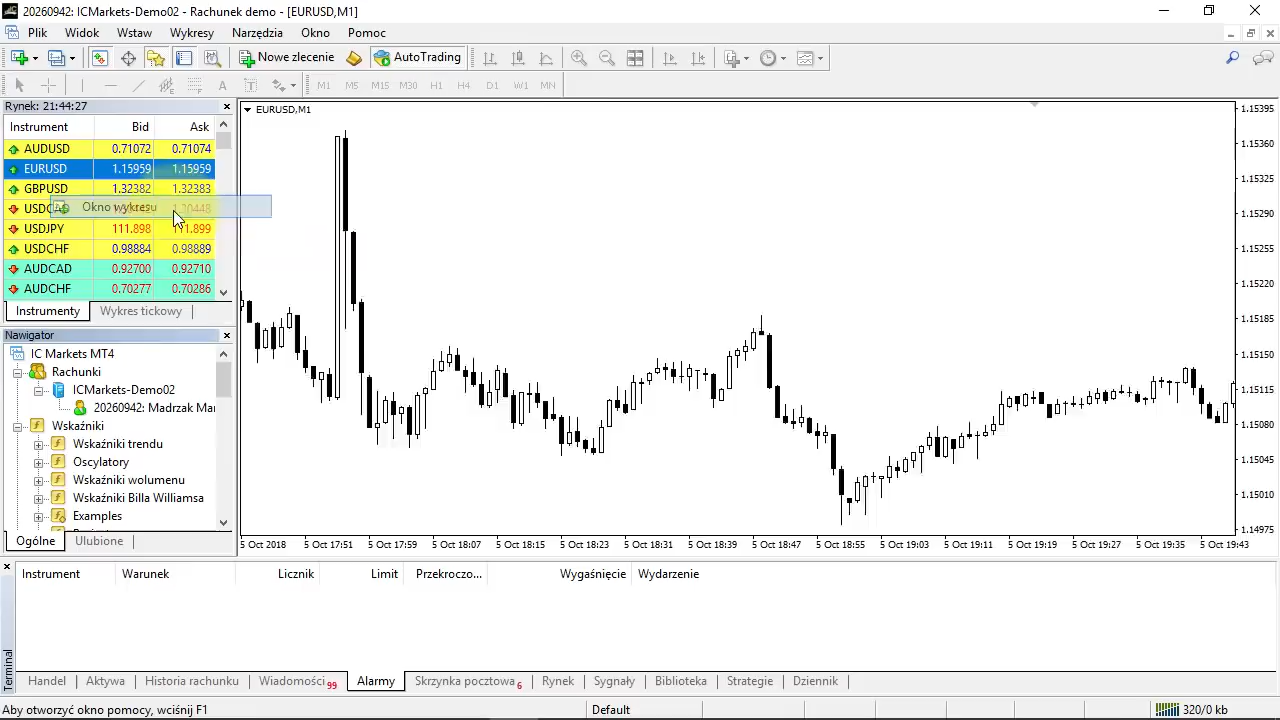 20260942: ICMarkets-Demo02 - Rachunek demo - [EURUSD,M1]
Plik Widok Wstaw Wykresy Narzędzia Okno Pomoc
Nowe zlecenie AutoTrading
A T M1 M5 M15 M30 H1 H4 D1 W1 MN
Rynek: 21:44:27
Instrument Bid Ask
AUDUSD 0.71072 0.71074
EURUSD 1.15959 1.15959
GBPUSD 1.32382 1.32383
Okno wykresu
USDJPY 111.898
USDCHF 0.98884 0.98889
AUDCAD 0.92700 0.92710
AUDCHF 0.70277 0.70286
Instrumenty Wykres tickowy
Nawigator
IC Markets MT4
Rachunki
ICMarkets-Demo02
20260942: Madrzak Mar
Wskaźniki
Wskaźniki trendu
Oscylatory
Wskaźniki wolumenu
Wskaźniki Billa Williamsa
Examples
Ogólne Ulubione
EURUSD,M1
1.15395
1.15360
1.15325
1.15290
1.15255
1.15220
1.15185
1.15150
1.15115
1.15080
1.15045
1.15010
1.14975
5 Oct 2018 5 Oct 17:51 5 Oct 17:59 5 Oct 18:07 5 Oct 18:15 5 Oct 18:23 5 Oct 18:31 5 Oct 18:39 5 Oct 18:47 5 Oct 18:55 5 Oct 19:03 5 Oct 19:11 5 Oct 19:19 5 Oct 19:27 5 Oct 19:35 5 Oct 19:43
Instrument Warunek Licznik Limit Przekroczo... Wygaśnięcie Wydarzenie
Terminal
Handel Aktywa Historia rachunku Wiadomości 99 Alarmy Skrzynka pocztowa 6 Rynek Sygnały Biblioteka Strategie Dziennik
Aby otworzyć okno pomocy, wciśnij F1 Default 320/0 kb